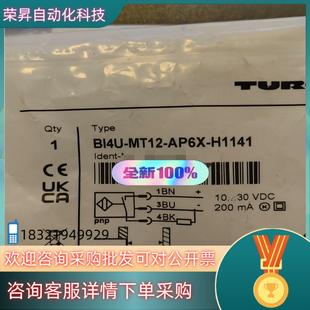 荣昇自动化科技
TUR
Qty
Type
1
BI4U-MT12-AP6X-H1141
Ident-
CE
UK
CA
全新100%
1BN +
10...30 VDC
3BU -
200 mA
pnp
4BK
18321949929
欢迎咨询采购批发可对公开票
咨询客服详情下单采购